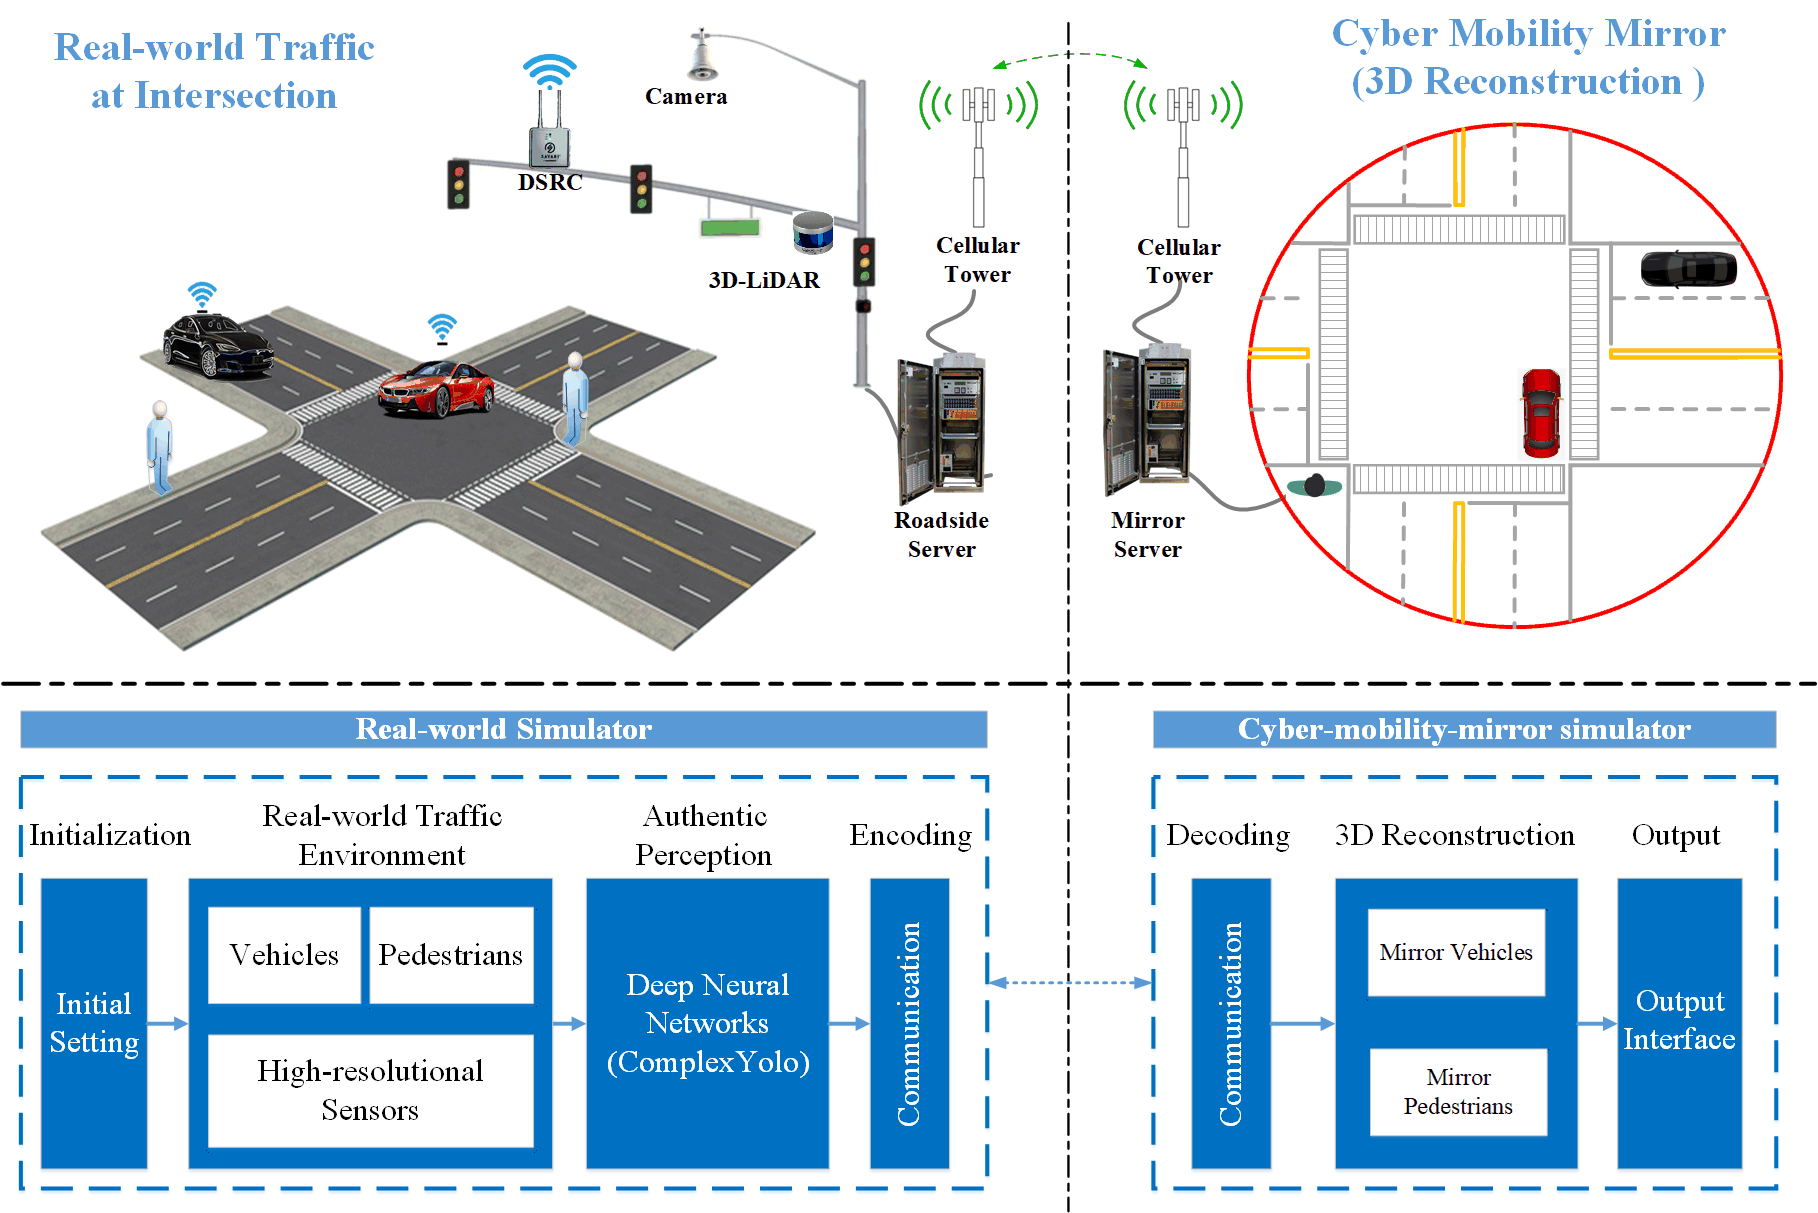 Real-world Traffic
at Intersection
Camera
DSRC
3D-LiDAR
Cellular
Tower
Roadside
Server
Cyber Mobility Mirror
(3D Reconstruction )
Cellular
Tower
Mirror
Server
Real-world Simulator
Initialization
Real-world Traffic
Environment
Authentic
Perception
Encoding
Initial
Setting
Vehicles
Pedestrians
High-resolutional
Sensors
Deep Neural
Networks
(ComplexYolo)
Communication
Cyber-mobility-mirror simulator
Decoding
3D Reconstruction
Output
Communication
Mirror Vehicles
Mirror
Pedestrians
Output
Interface